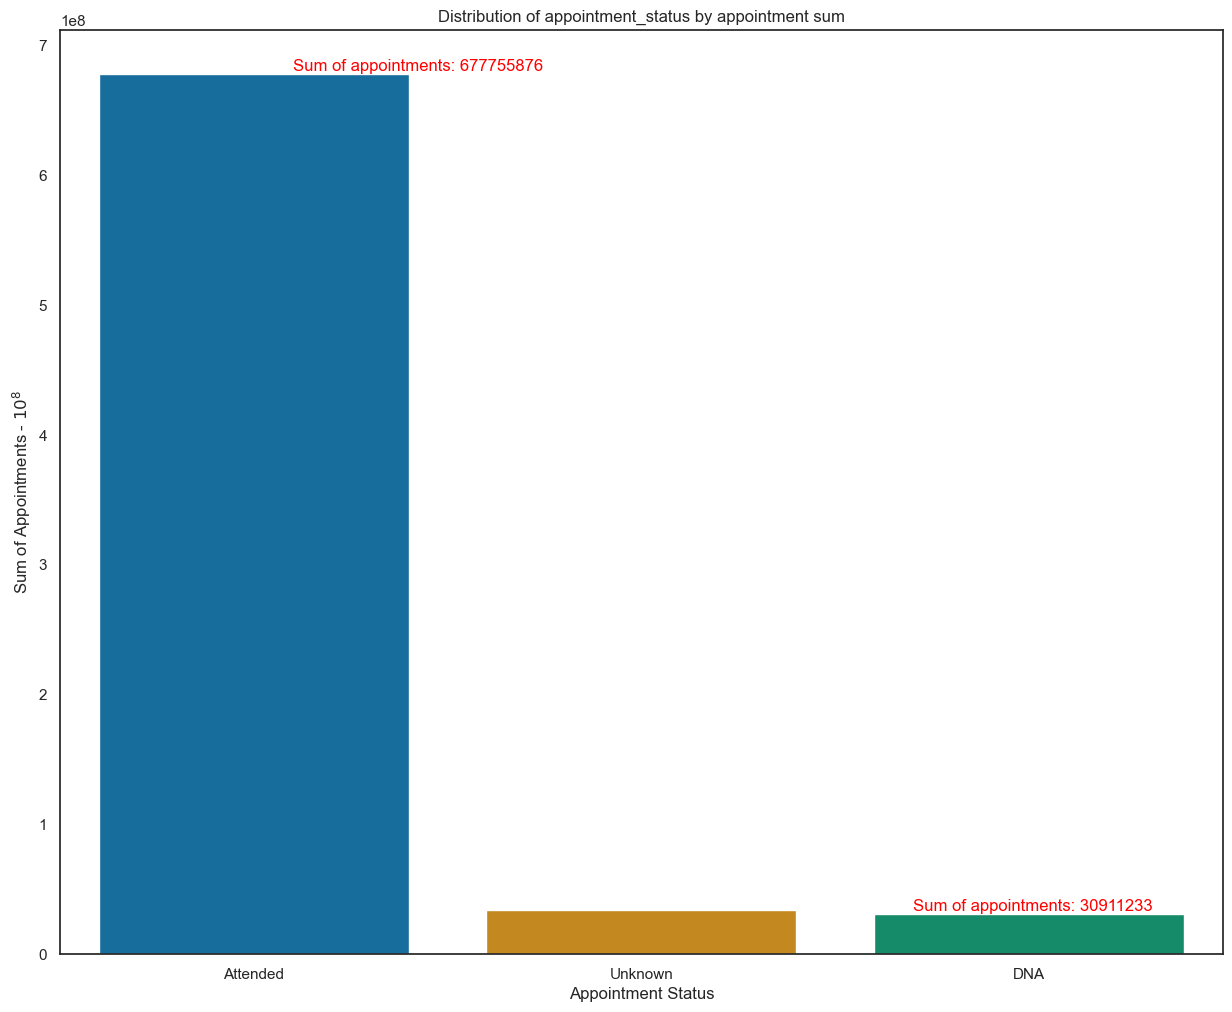 Distribution of appointment_status by appointment sum
1e8
7
Sum of appointments: 677755876
6
5
4
Sum of Appointments - 10⁸
3
2
1
Sum of appointments: 30911233
0
Attended Unknown DNA
Appointment Status